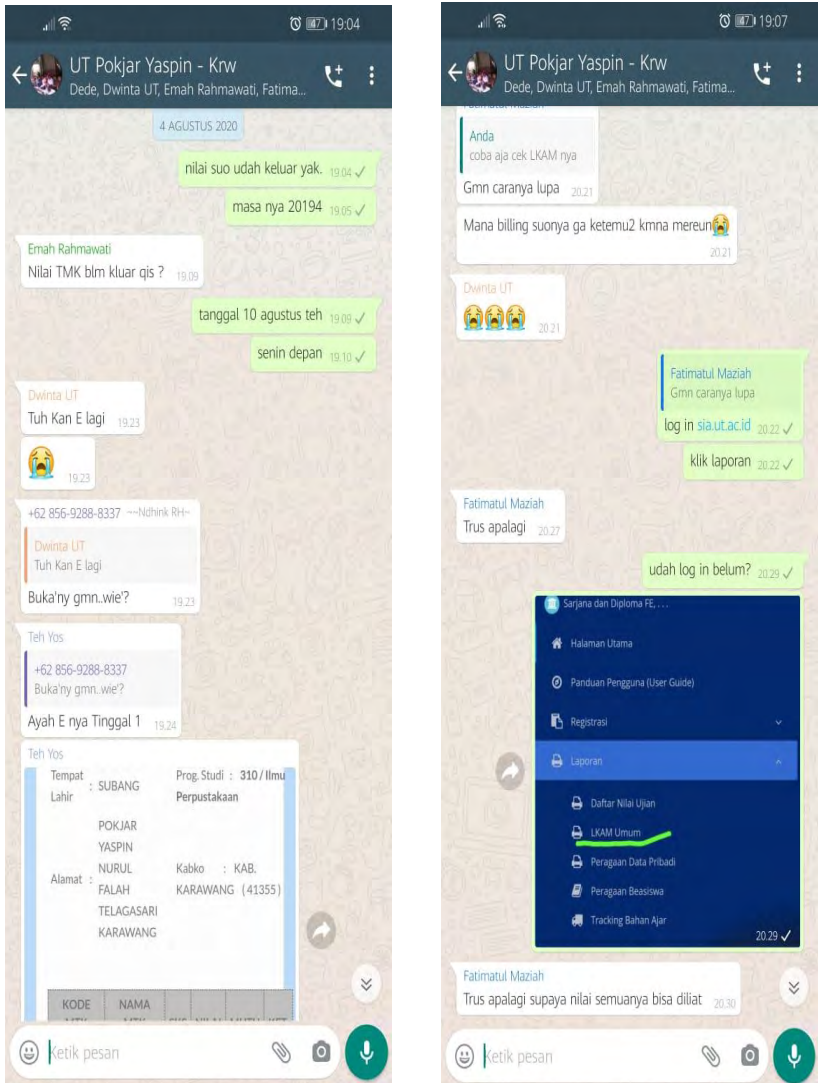 47 19:04
UT Pokjar Yaspin - Krw
Dede, Dwinta UT, Emah Rahmawati, Fatima...
4 AGUSTUS 2020
nilai suo udah keluar yak. 19.04
masa nya 20194 19.05
Emah Rahmawati
Nilai TMK blm kluar qis ? 19.09
tanggal 10 agustus teh 19.09
senin depan 19.10
Dwinta UT
Tuh Kan E lagi 19.23
19.23
+62 856-9288-8337 ~~Ndhink RH~
Dwinta UT
Tuh Kan E lagi
Buka'ny gmn..wie'? 19.23
Teh Yos
+62 856-9288-8337
Buka'ny gmn..wie'?
Ayah E nya Tinggal 1 19.24
Teh Yos
Tempat Lahir : SUBANG
Prog. Studi : 310 / Ilmu Perpustakaan
Alamat : POKJAR
YASPIN
NURUL
FALAH
TELAGASARI
KARAWANG
Kabko : KAB.
KARAWANG (41355)
KODE NAMA
MTK MTK SKS NILAI MUTU KET
Ketik pesan
47 19:07
UT Pokjar Yaspin - Krw
Dede, Dwinta UT, Emah Rahmawati, Fatima...
Fatimatul Maziah
Anda
coba aja cek LKAM nya
Gmn caranya lupa 20.21
Mana billing suonya ga ketemu2 kmna mereun
20.21
Dwinta UT
20.21
Fatimatul Maziah
Gmn caranya lupa
log in sia.ut.ac.id 20.22
klik laporan 20.22
Fatimatul Maziah
Trus apalagi 20.27
udah log in belum? 20.29
Sarjana dan Diploma FE, . . .
Halaman Utama
Panduan Pengguna (User Guide)
Registrasi
Laporan
Daftar Nilai Ujian
LKAM Umum
Peragaan Data Pribadi
Peragaan Beasiswa
Tracking Bahan Ajar
20.29
Fatimatul Maziah
Trus apalagi supaya nilai semuanya bisa diliat 20.30
Ketik pesan